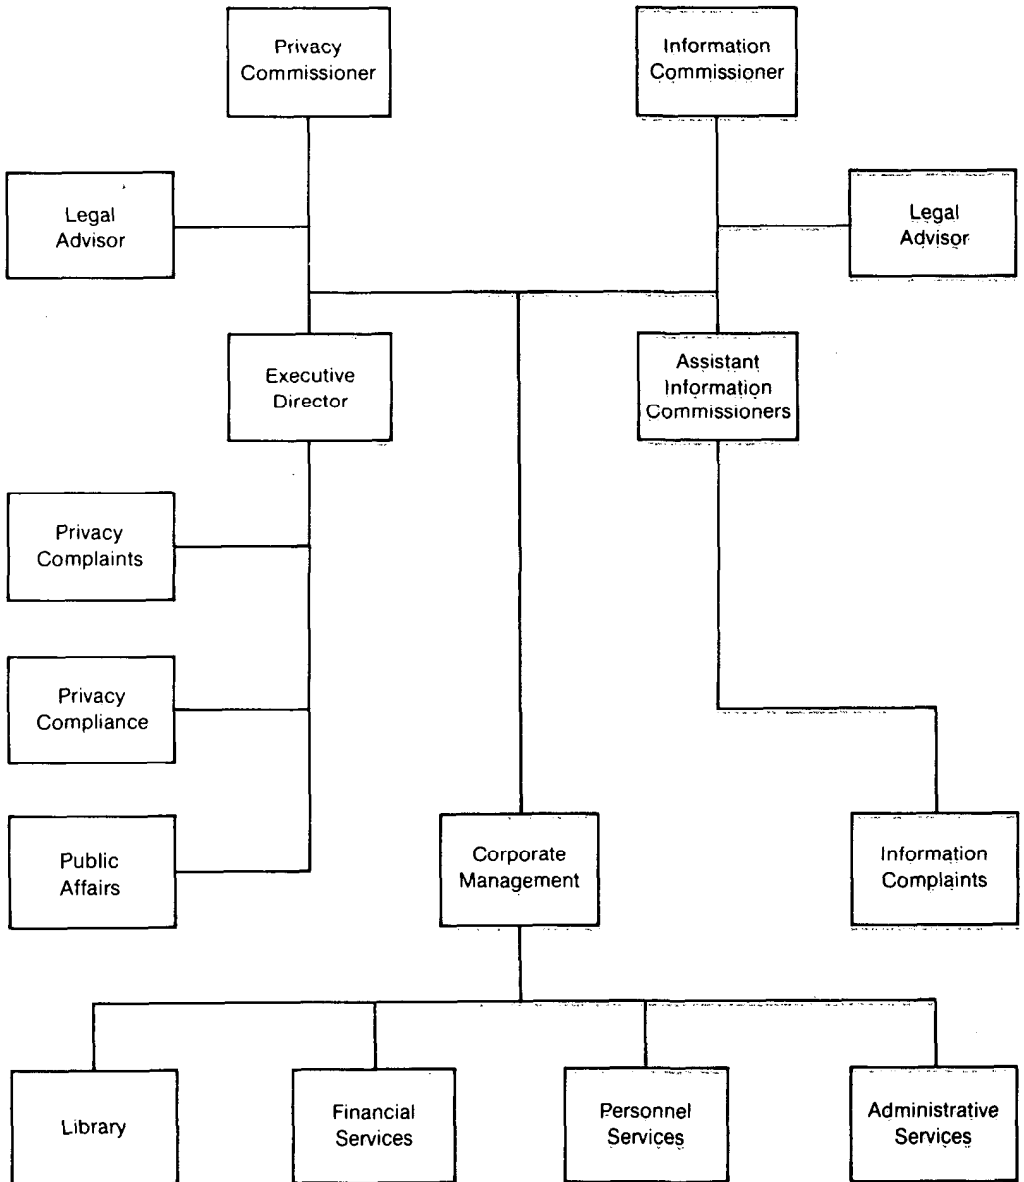 Privacy
Commissioner
Information
Commissioner
Legal
Advisor
Legal
Advisor
Executive
Director
Assistant
Information
Commissioners
Privacy
Complaints
Privacy
Compliance
Public
Affairs
Corporate
Management
Information
Complaints
Library
Financial
Services
Personnel
Services
Administrative
Services